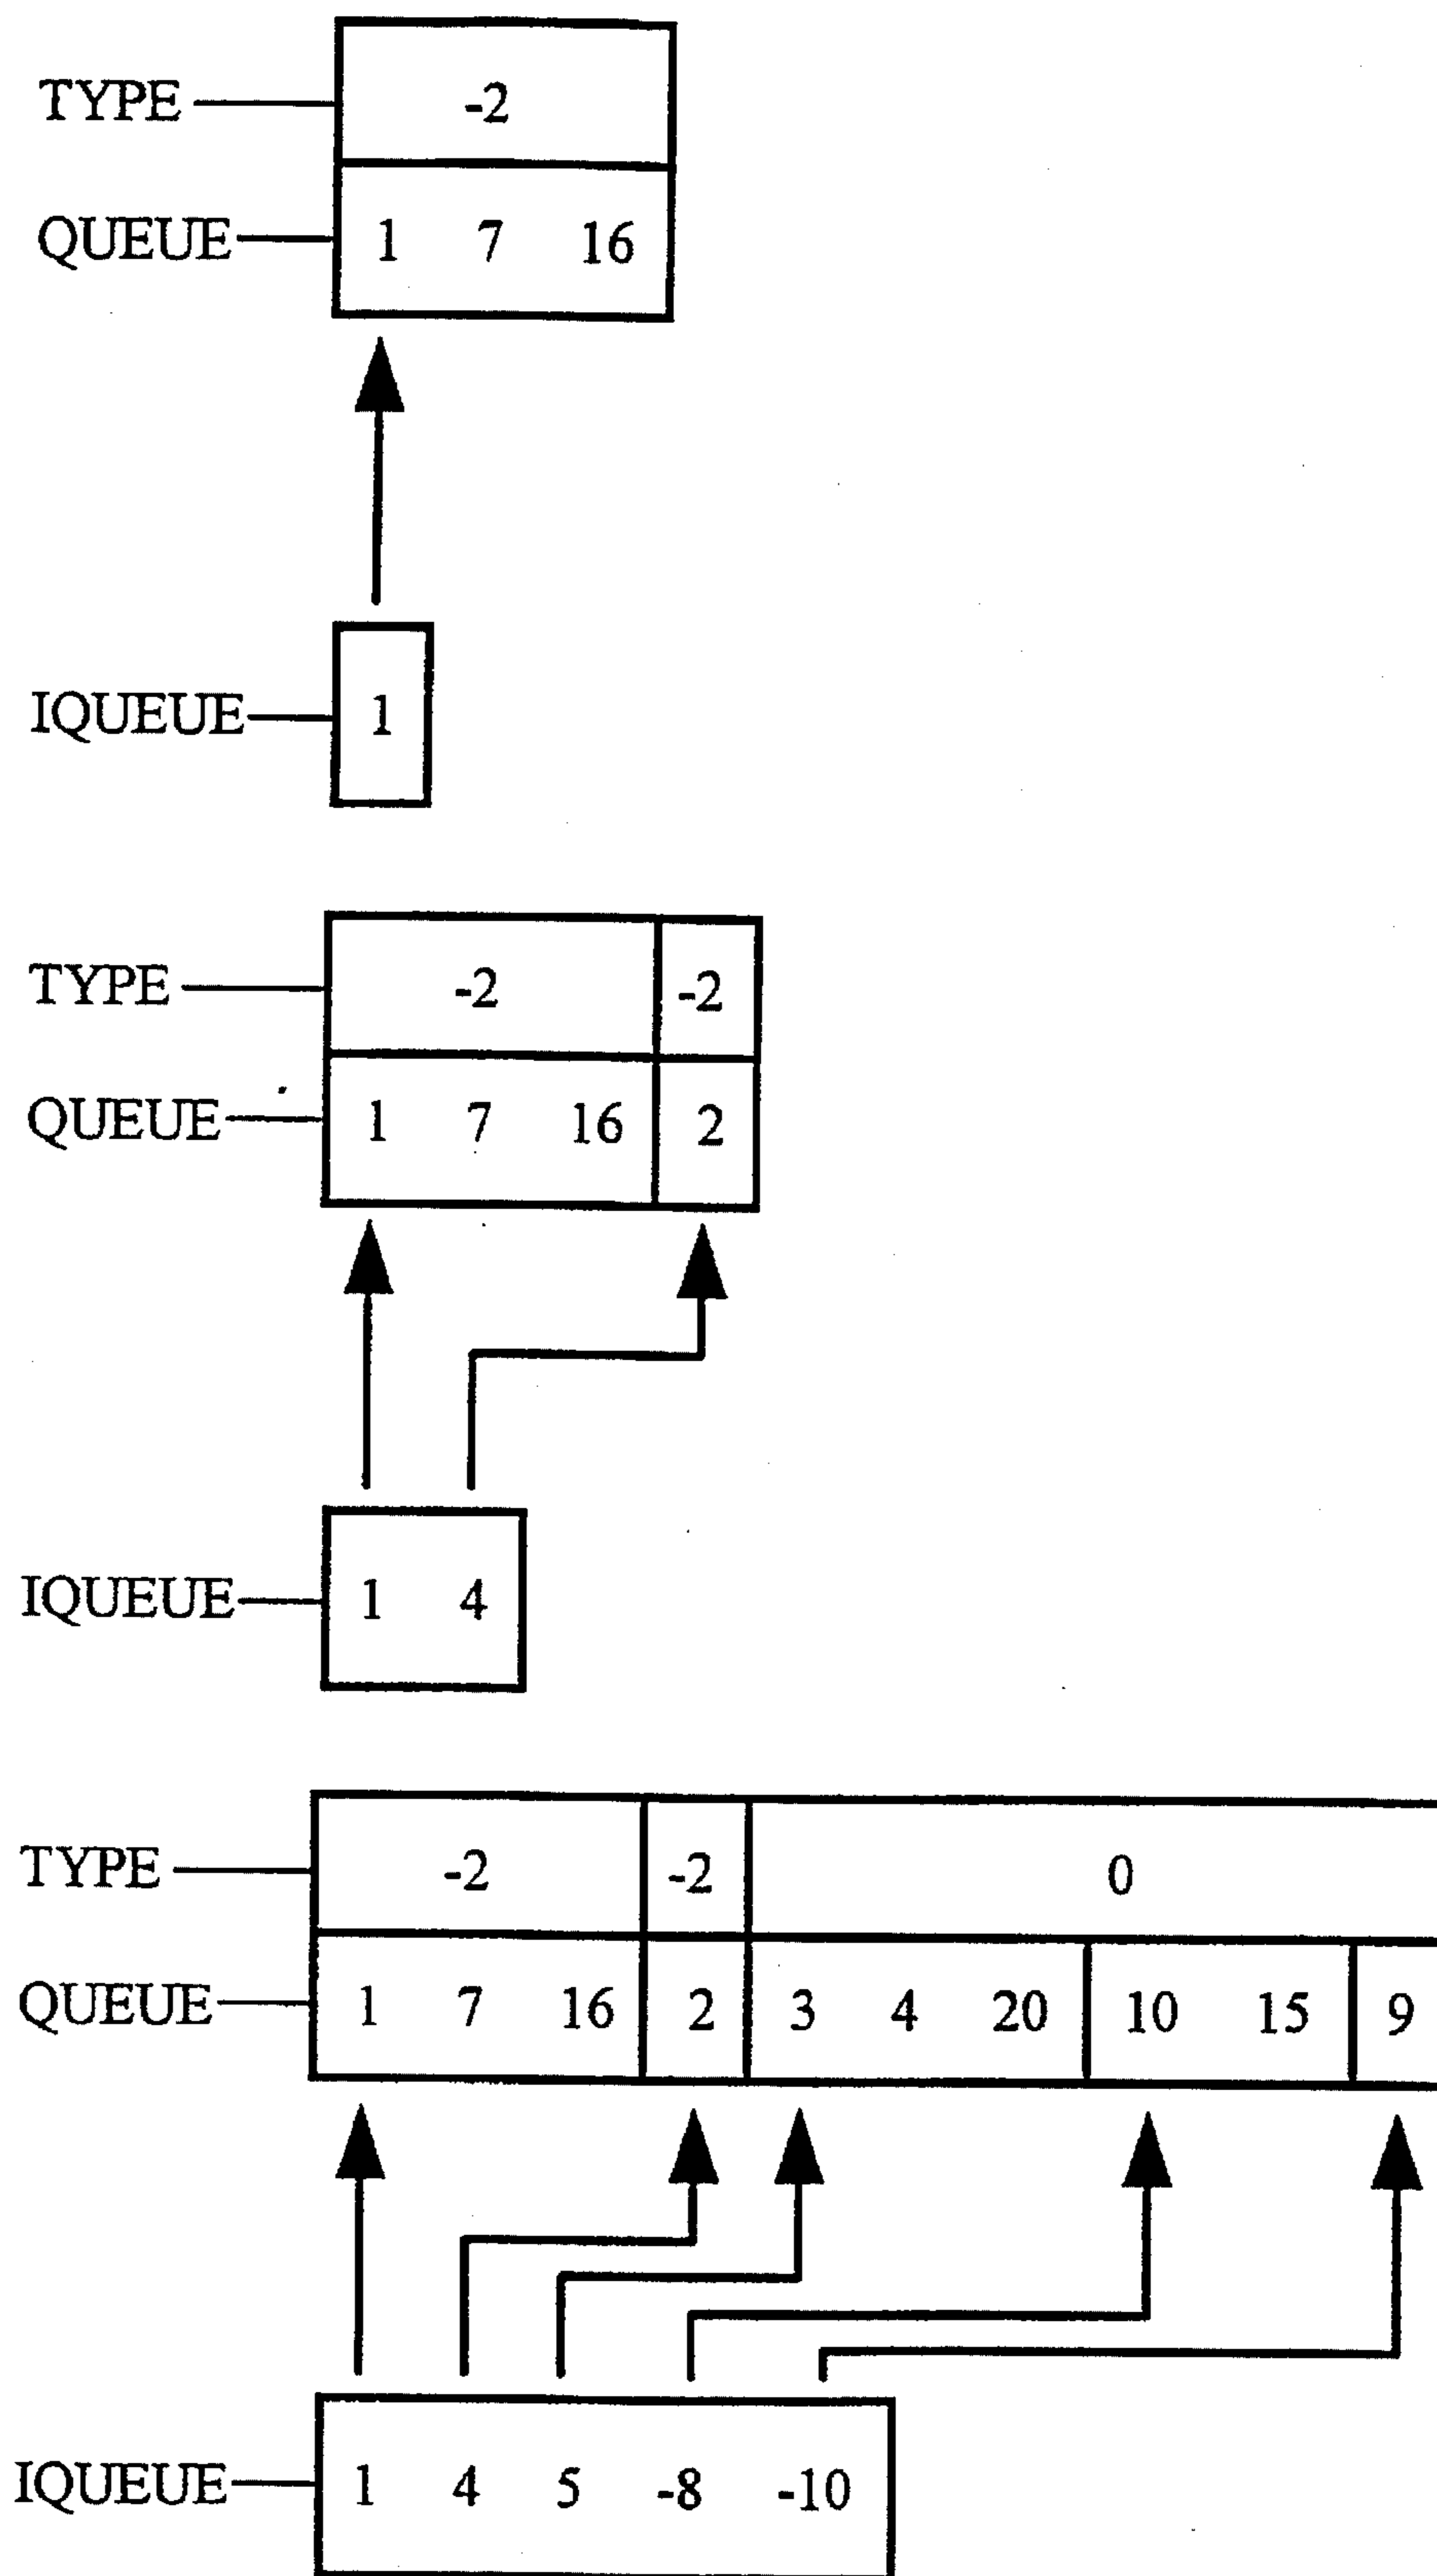 TYPE -2
QUEUE 1 7 16
IQUEUE 1
TYPE -2 -2
QUEUE 1 7 16 2
IQUEUE 1 4
TYPE -2 -2 0
QUEUE 1 7 16 2 3 4 20 10 15 9
IQUEUE 1 4 5 -8 -10